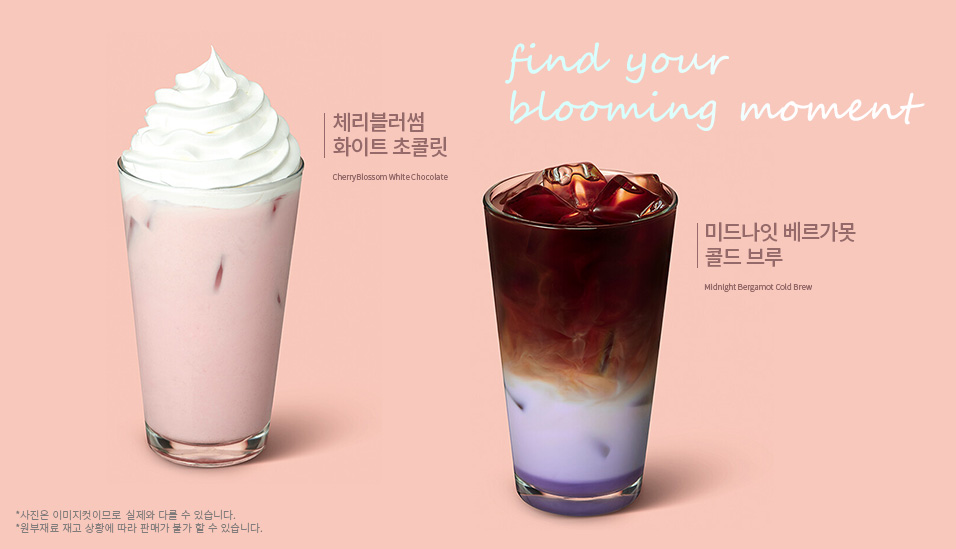 find your
blooming moment
체리블러썸
화이트 초콜릿
CherryBlossom White Chocolate
미드나잇 베르가못
콜드 브루
Midnight Bergamot Cold Brew
*사진은 이미지컷이므로 실제와 다를 수 있습니다.
*원부재료 재고 상황에 따라 판매가 불가 할 수 있습니다.